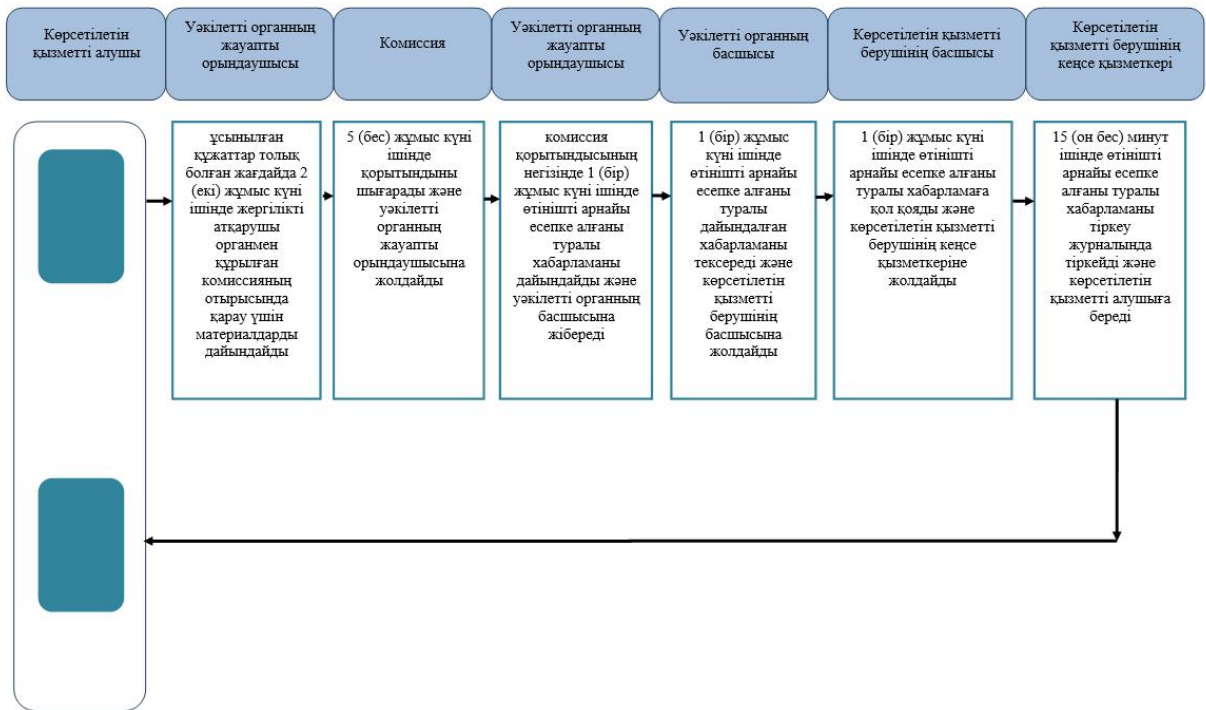 Көрсетілетін
қызметті алушы
Уәкілетті органның
жауапты
орындаушысы
Комиссия
Уәкілетті органның
жауапты
орындаушысы
Уәкілетті органның
басшысы
Көрсетілетін қызметті
берушінің басшысы
Көрсетілетін
қызметті берушінің
кеңсе қызметкері
ұсынылған
құжаттар толық
болған жағдайда 2
(екі) жұмыс күні
ішінде жергілікті
атқарушы
органмен
құрылған
комиссияның
отырысында
қарау үшін
материалдарды
дайындайды
5 (бес) жұмыс күні
ішінде
қорытындыны
шығарады және
уәкілетті
органның
жауапты
орындаушысына
жолдайды
комиссия
қорытындысының
негізінде 1 (бір)
жұмыс күні ішінде
өтінішті арнайы
есепке алғаны
туралы
хабарламаны
дайындайды және
уәкілетті органның
басшысына
жібереді
1 (бір) жұмыс
күні ішінде
өтінішті арнайы
есепке алғаны
туралы
дайындалған
хабарламаны
тексереді және
көрсетілетін
қызметті
берушінің
басшысына
жолдайды
1 (бір) жұмыс күні
ішінде өтінішті
арнайы есепке алғаны
туралы хабарламаға
қол қояды және
көрсетілетін қызметті
берушінің кеңсе
қызметкеріне
жолдайды
15 (он бес) минут
ішінде өтінішті
арнайы есепке
алғаны туралы
хабарламаны
тіркеу
журналында
тіркейді және
көрсетілетін
қызметті алушыға
береді